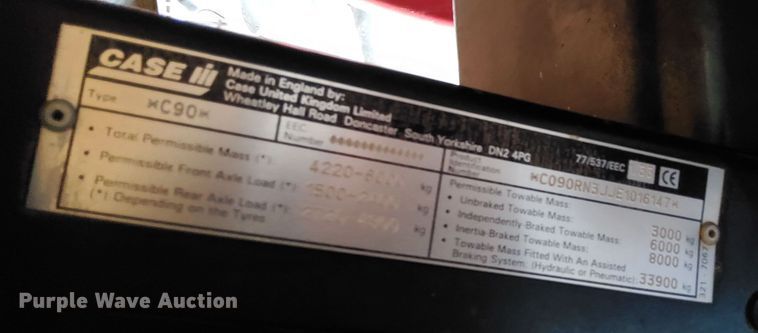 CASE IH
Made in England by:
Case United Kingdom Limited
Wheatley Hall Road Doncaster South Yorkshire DN2 4PG
77/537/EEC
CE
Type *C90*
EEC Number
Product Identification Number *C090RN3JJE1016147*
• Total Permissible Mass (*): 4220- kg
• Permissible Front Axle Load (*): 1500- kg
• Permissible Rear Axle Load (*): kg
(*) Depending on the Tyres
Permissible Towable Mass:
• Unbraked Towable Mass: 3000 kg
• Independently-Braked Towable Mass: 6000 kg
• Inertia-Braked Towable Mass: 8000 kg
• Towable Mass Fitted With An Assisted
Braking System: (Hydraulic or Pneumatic): 33900 kg
321
Purple Wave Auction